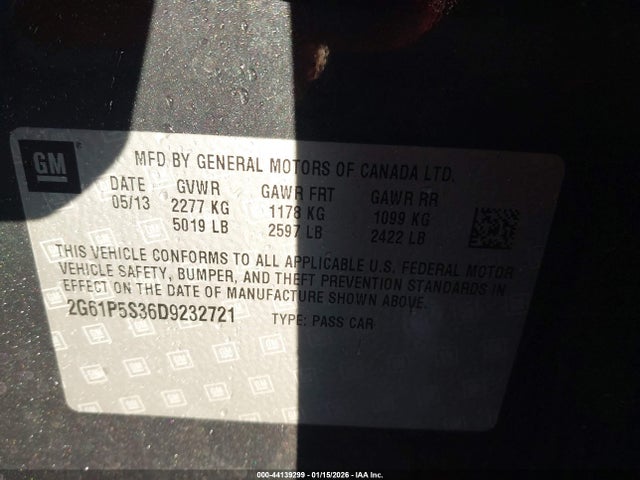 GM
MFD BY GENERAL MOTORS OF CANADA LTD.
DATE GVWR GAWR FRT GAWR RR
05/13 2277 KG 1178 KG 1099 KG
5019 LB 2597 LB 2422 LB
THIS VEHICLE CONFORMS TO ALL APPLICABLE U.S. FEDERAL MOTOR
VEHICLE SAFETY, BUMPER, AND THEFT PREVENTION STANDARDS IN
EFFECT ON THE DATE OF MANUFACTURE SHOWN ABOVE.
2G61P5S36D9232721 TYPE: PASS CAR
000-44139299 - 01/15/2026 - IAA Inc.